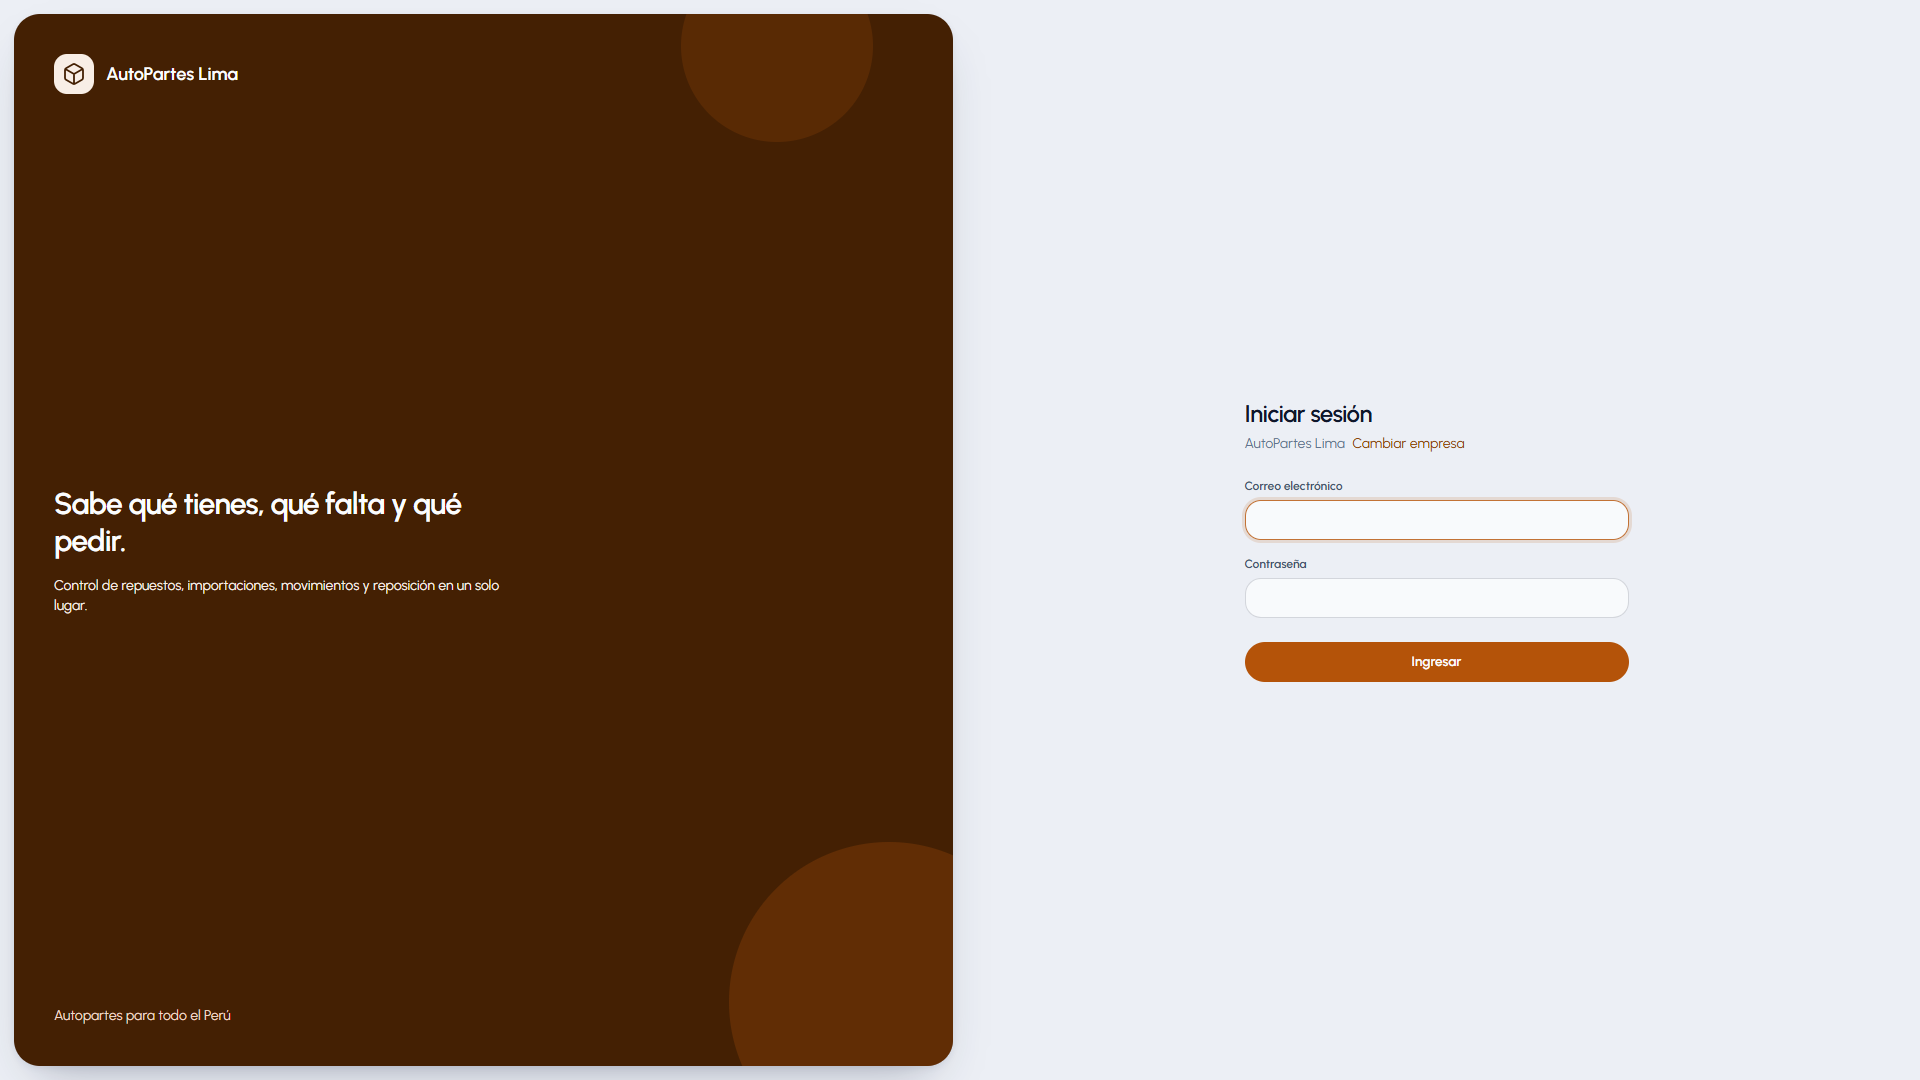 AutoPartes Lima
Sabe qué tienes, qué falta y qué
pedir.
Control de repuestos, importaciones, movimientos y reposición en un solo
lugar.
Autopartes para todo el Perú
Iniciar sesión
AutoPartes Lima Cambiar empresa
Correo electrónico
Contraseña
Ingresar